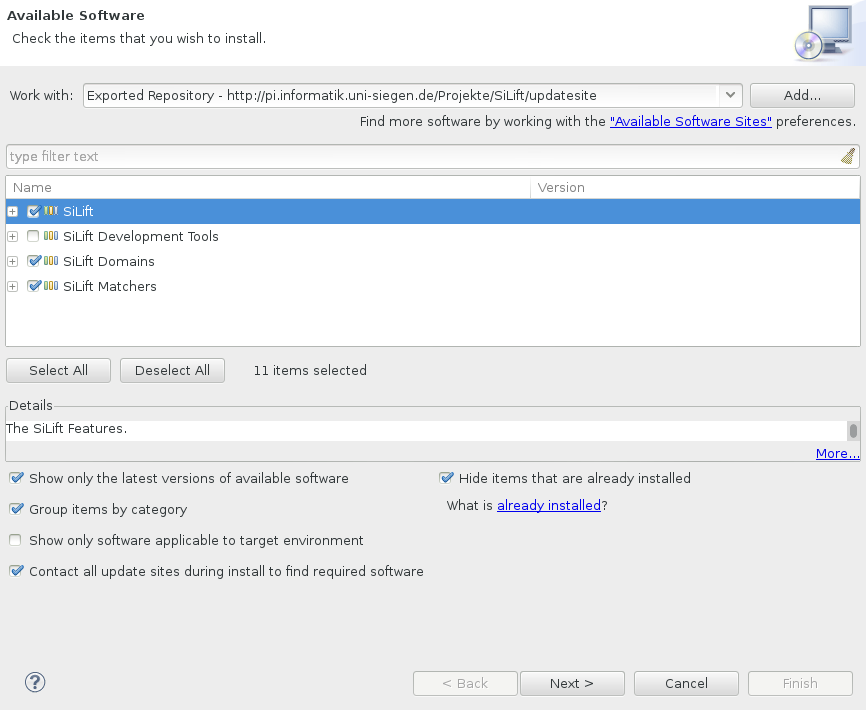 Available Software
Check the items that you wish to install.
Work with: Exported Repository - http://pi.informatik.uni-siegen.de/Projekte/SiLift/updatesite Add...
Find more software by working with the "Available Software Sites" preferences.
type filter text
Name Version
SiLift
SiLift Development Tools
SiLift Domains
SiLift Matchers
Select All Deselect All 11 items selected
Details
The SiLift Features.
More...
Show only the latest versions of available software Hide items that are already installed
Group items by category What is already installed?
Show only software applicable to target environment
Contact all update sites during install to find required software
? < Back Next > Cancel Finish